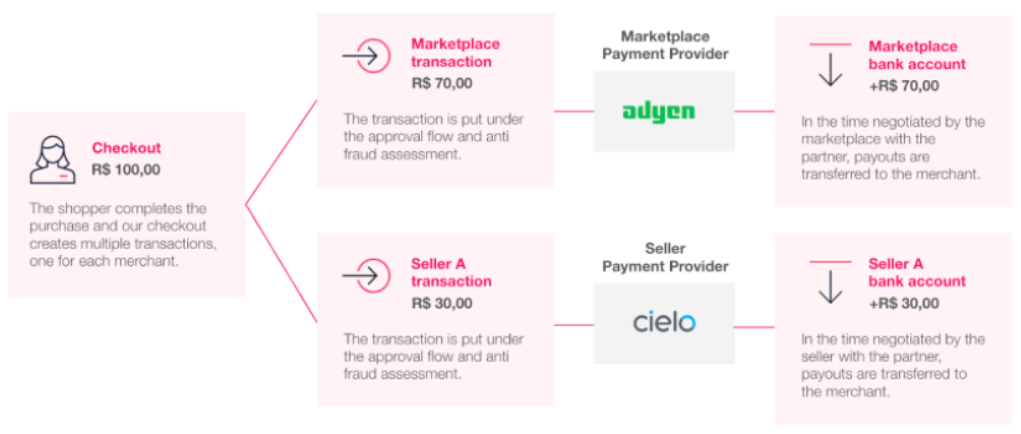 Checkout
R$ 100,00
The shopper completes the
purchase and our checkout
creates multiple transactions,
one for each merchant.
Marketplace
transaction
R$ 70,00
The transaction is put under
the approval flow and anti
fraud assessment.
Marketplace
Payment Provider
adyen
Marketplace
bank account
+R$ 70,00
In the time negotiated by the
marketplace with the
partner, payouts are
transferred to the merchant.
Seller A
transaction
R$ 30,00
The transaction is put under
the approval flow and anti
fraud assessment.
Seller
Payment Provider
cielo
Seller A
bank account
+R$ 30,00
In the time negotiated by the
seller with the partner,
payouts are transferred to
the merchant.